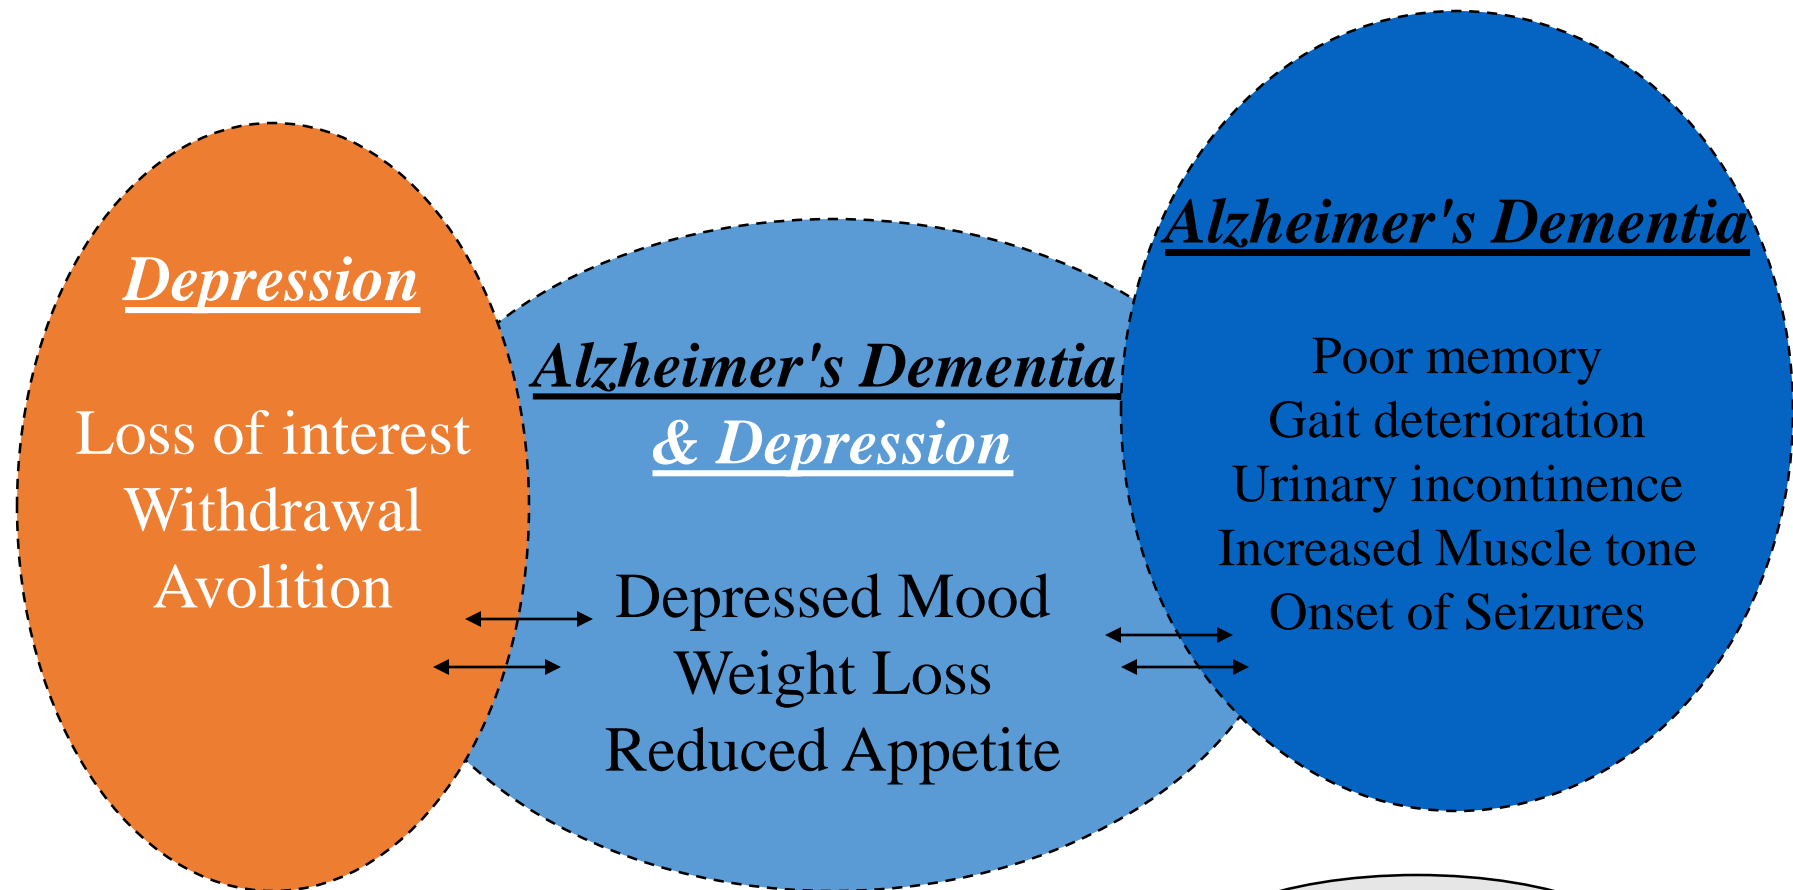 Depression
Loss of interest
Withdrawal
Avolition
Alzheimer's Dementia
& Depression
Depressed Mood
Weight Loss
Reduced Appetite
Alzheimer's Dementia
Poor memory
Gait deterioration
Urinary incontinence
Increased Muscle tone
Onset of Seizures